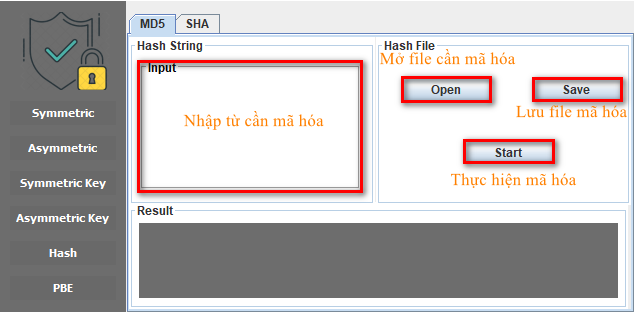 MD5
SHA
Symmetric
Asymmetric
Symmetric Key
Asymmetric Key
Hash
PBE
Hash String
Input
Nhập từ cần mã hóa
Hash File
Mở file cần mã hóa
Open
Save
Lưu file mã hóa
Start
Thực hiện mã hóa
Result